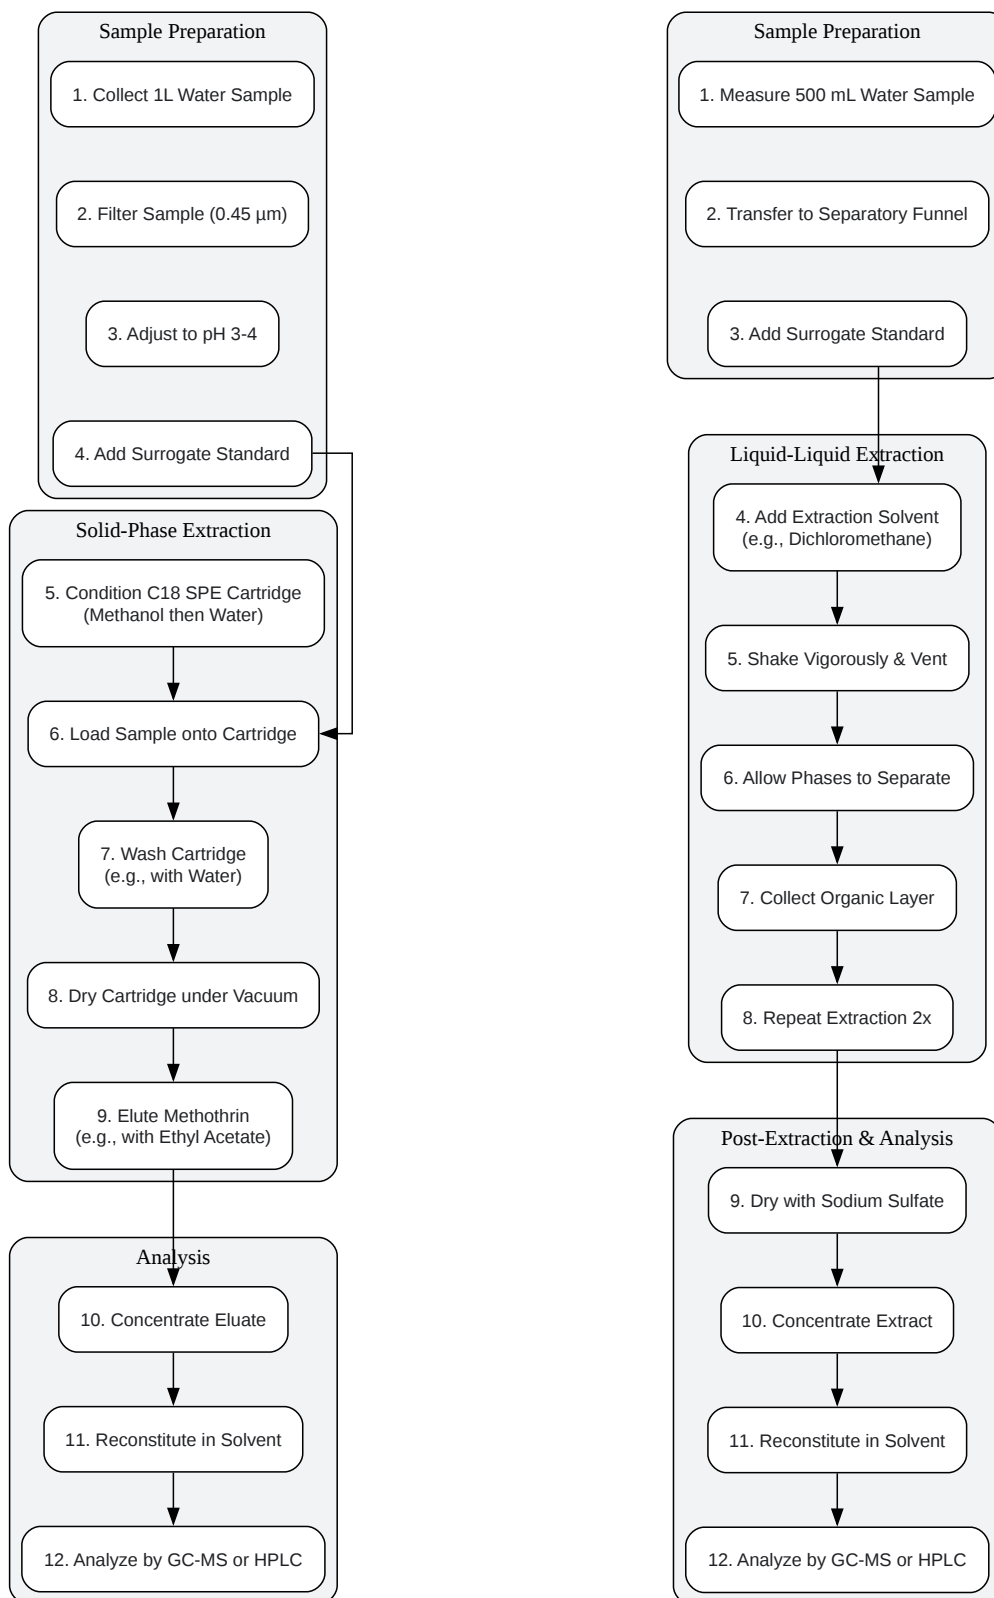 Sample Preparation
1. Collect 1L Water Sample
2. Filter Sample (0.45 µm)
3. Adjust to pH 3-4
4. Add Surrogate Standard
Solid-Phase Extraction
5. Condition C18 SPE Cartridge
(Methanol then Water)
6. Load Sample onto Cartridge
7. Wash Cartridge
(e.g., with Water)
8. Dry Cartridge under Vacuum
9. Elute Methothrin
(e.g., with Ethyl Acetate)
Analysis
10. Concentrate Eluate
11. Reconstitute in Solvent
12. Analyze by GC-MS or HPLC
Sample Preparation
1. Measure 500 mL Water Sample
2. Transfer to Separatory Funnel
3. Add Surrogate Standard
Liquid-Liquid Extraction
4. Add Extraction Solvent
(e.g., Dichloromethane)
5. Shake Vigorously & Vent
6. Allow Phases to Separate
7. Collect Organic Layer
8. Repeat Extraction 2x
Post-Extraction & Analysis
9. Dry with Sodium Sulfate
10. Concentrate Extract
11. Reconstitute in Solvent
12. Analyze by GC-MS or HPLC